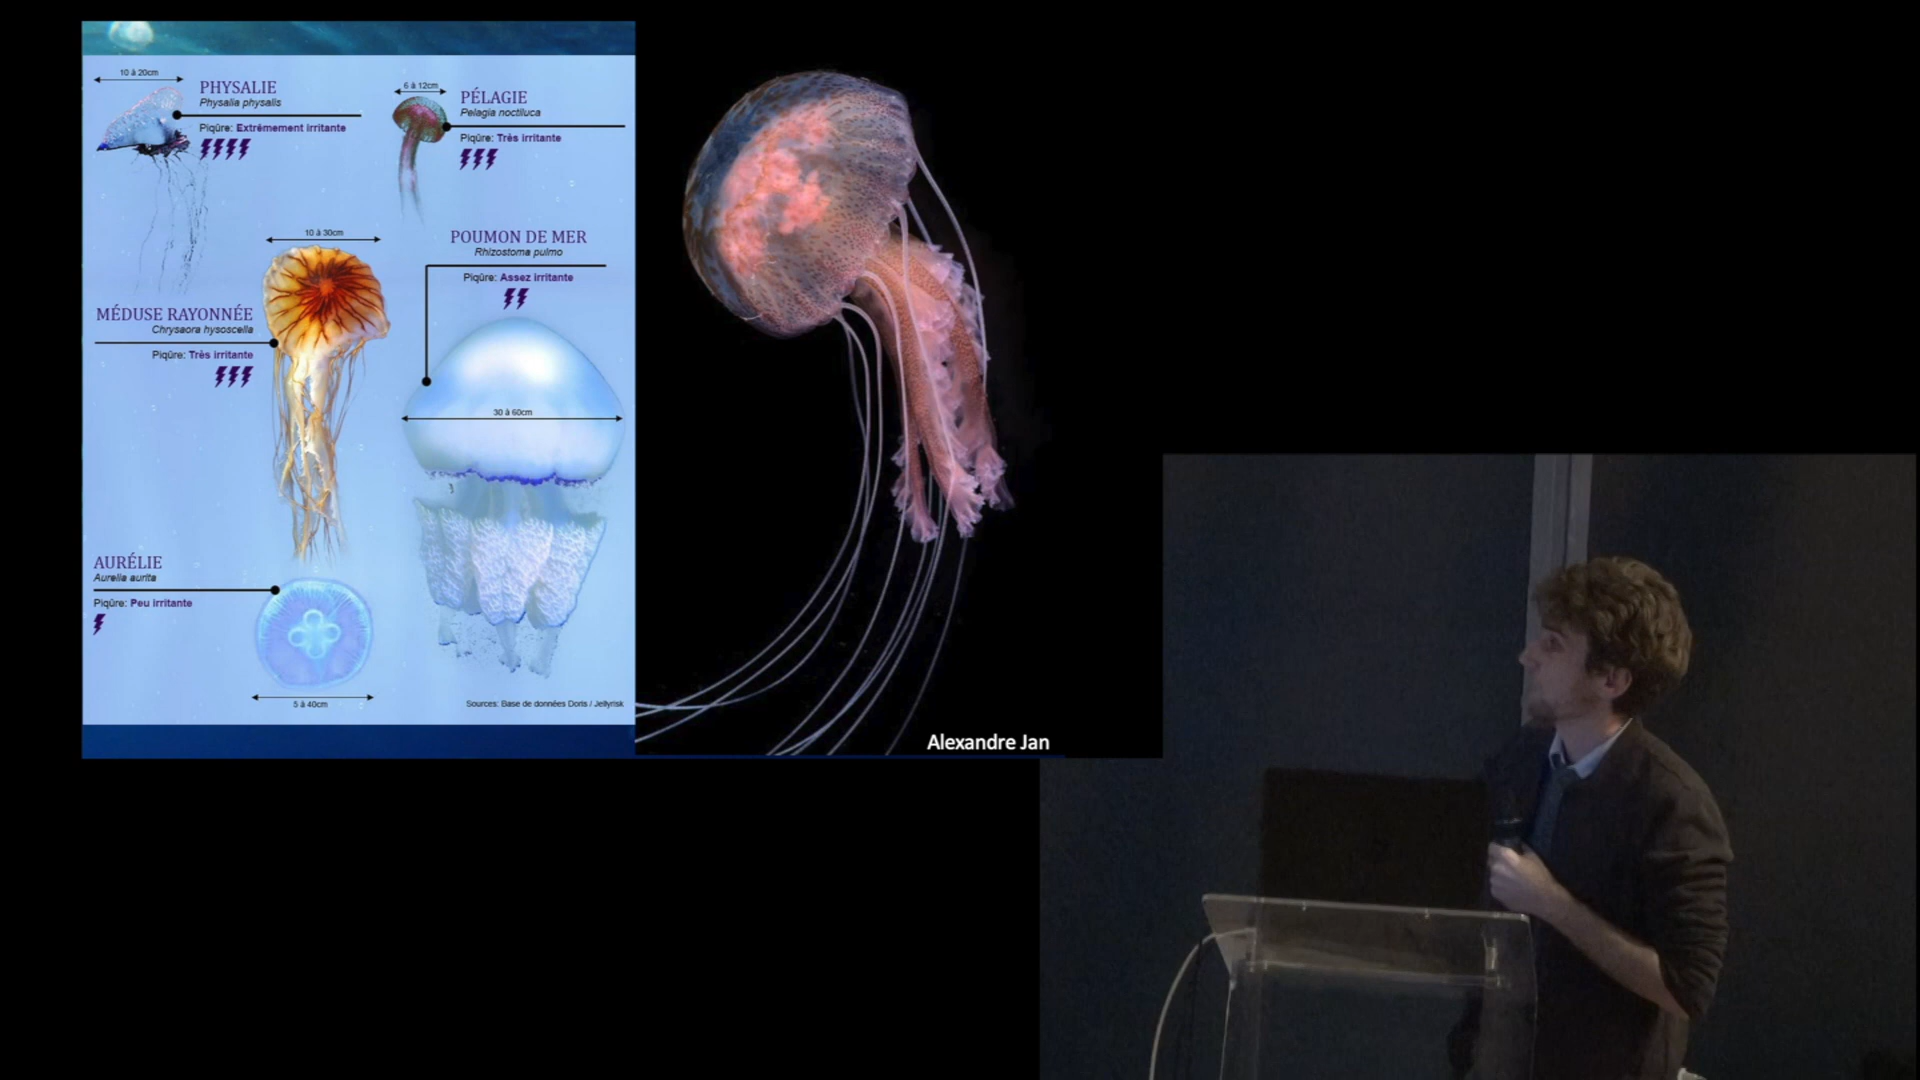 10 à 20cm
PHYSALIE
Physalia physalis
Piqûre: Extrêmement irritante
6 à 12cm
PÉLAGIE
Pelagia noctiluca
Piqûre: Très irritante
10 à 30cm
MÉDUSE RAYONNÉE
Chrysaora hysoscella
Piqûre: Très irritante
POUMON DE MER
Rhizostoma pulmo
Piqûre: Assez irritante
30 à 60cm
AURÉLIE
Aurelia aurita
Piqûre: Peu irritante
5 à 40cm
Sources: Base de données Doris / Jellyrisk
Alexandre Jan